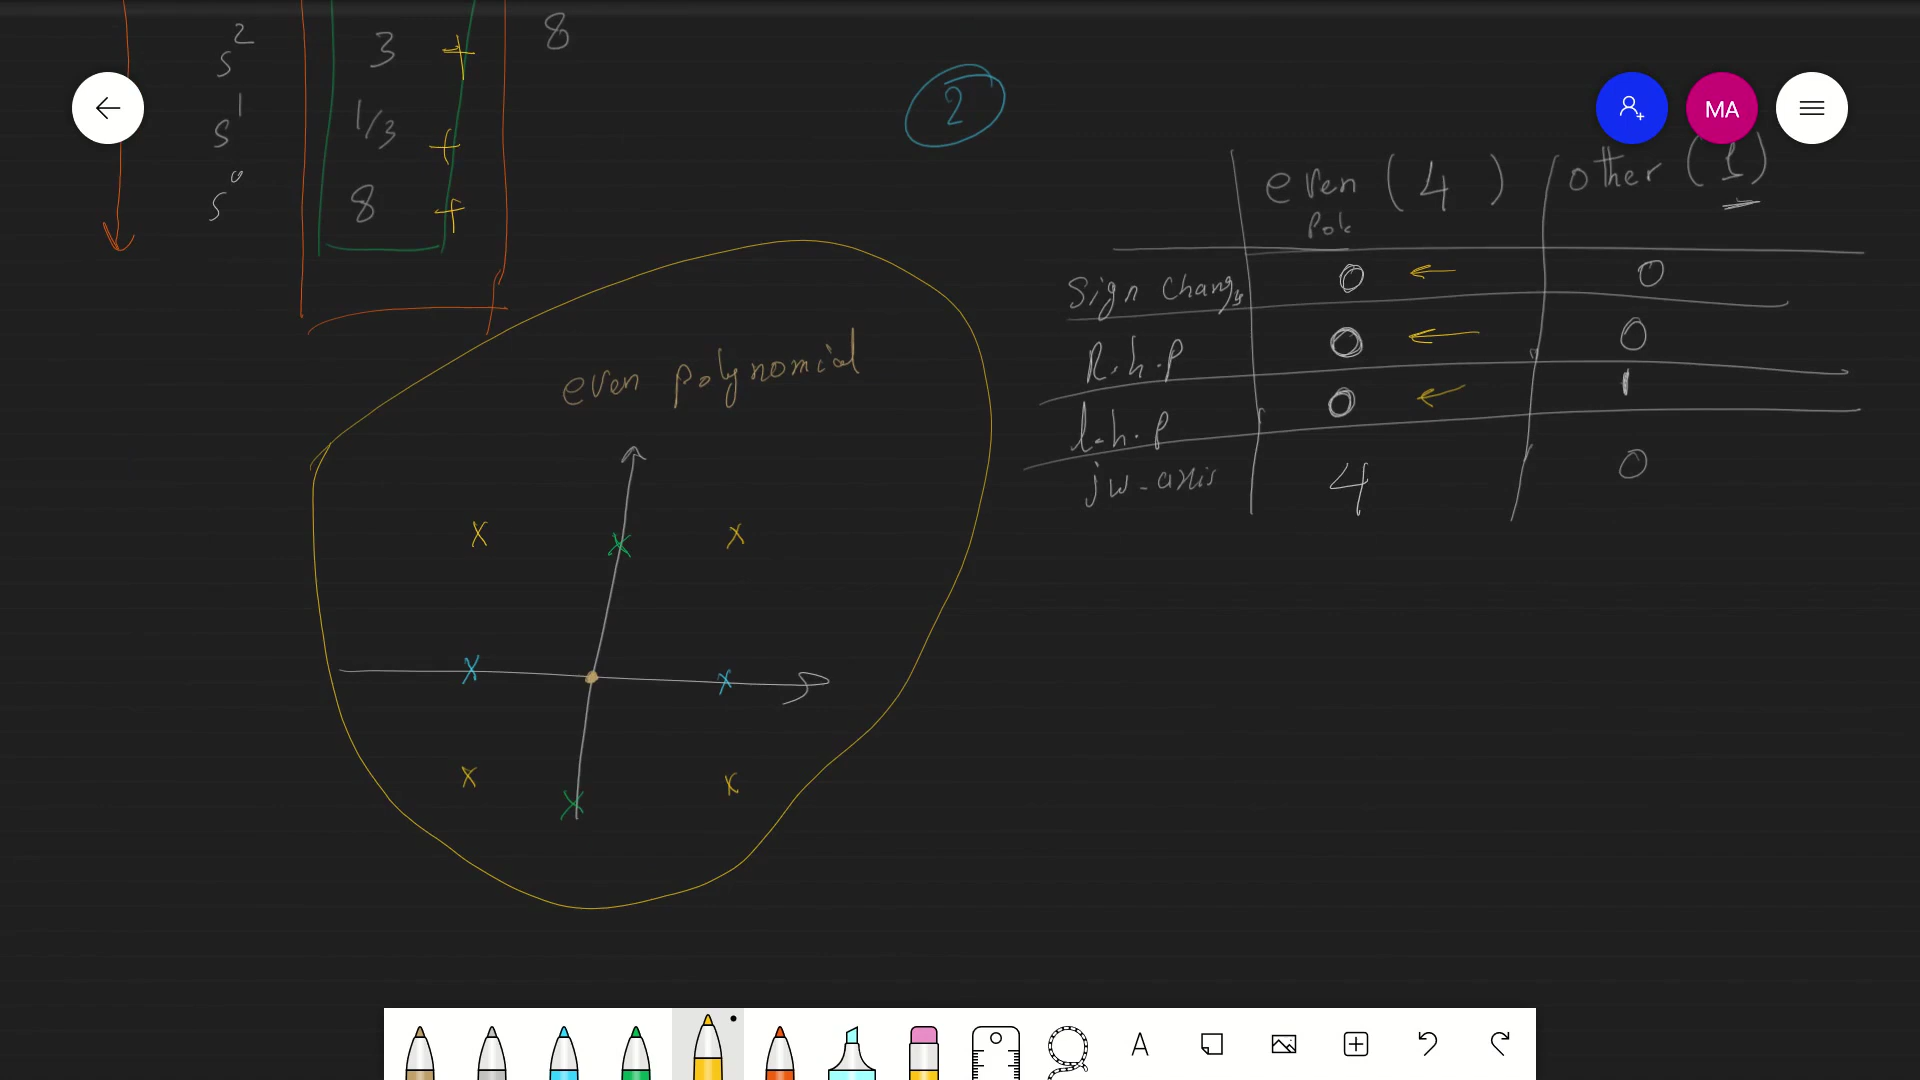 s² 3 + 8
s¹ 1/3 +
s⁰ 8 +
2
MA
even (4) other (1)
Pole
Sign Changes 0 ← 0
R.h.p 0 ← 0
l.h.p 0 ← 1
jw-axis 4 0
even polynomial
X X X
X X
X X X
A